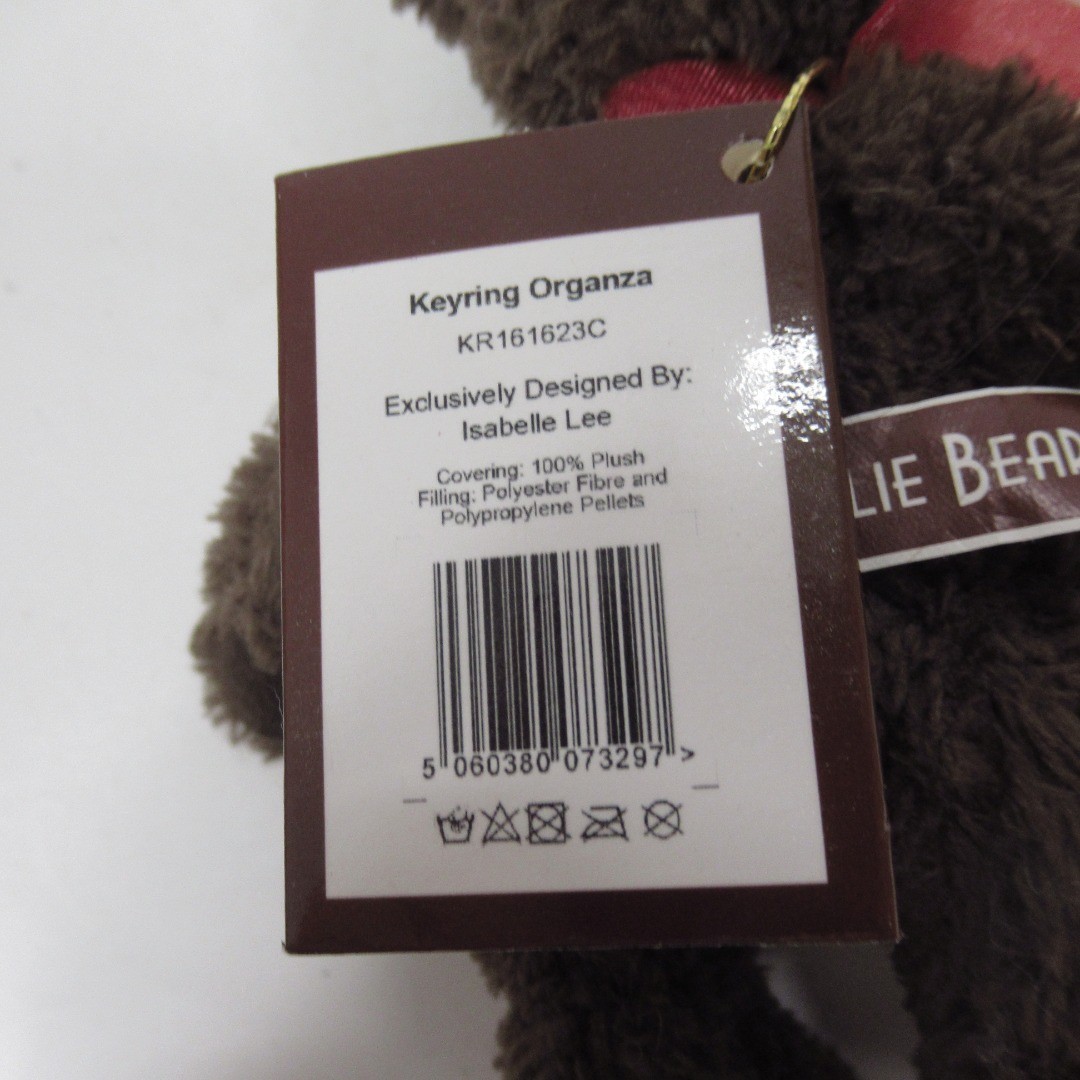 Keyring Organza
KR161623C
Exclusively Designed By:
Isabelle Lee
Covering: 100% Plush
Filling: Polyester Fibre and
Polypropylene Pellets
5 060380 073297 >
LIE BEAR